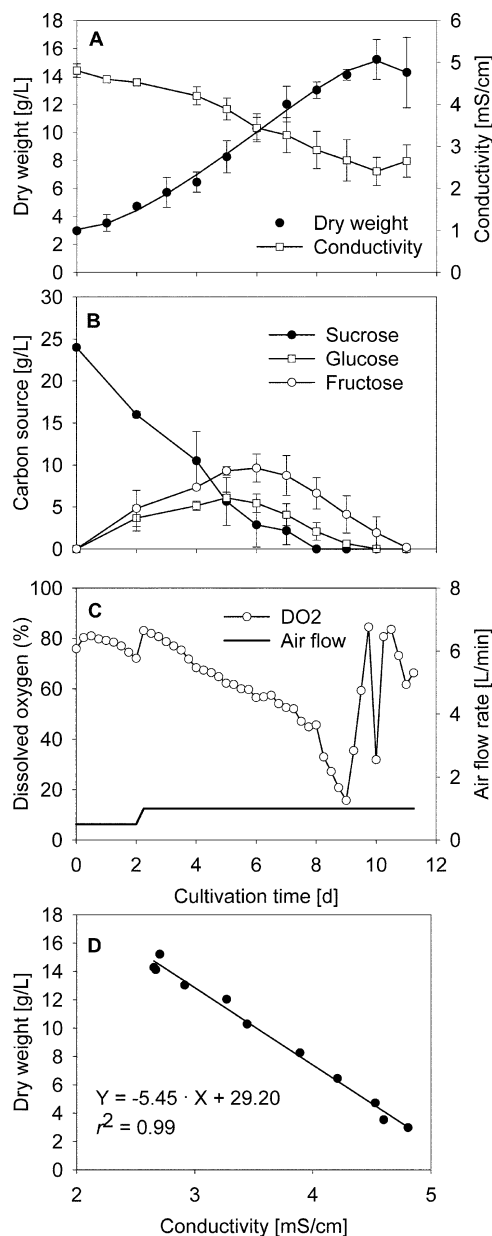 A
Dry weight [g/L]
18
16
14
12
10
8
6
4
2
0
6
5
4
3
2
1
0
Conductivity [mS/cm]
Dry weight
Conductivity
B
Carbon source [g/L]
30
25
20
15
10
5
0
Sucrose
Glucose
Fructose
C
Dissolved oxygen (%)
100
80
60
40
20
0
8
6
4
2
0
Air flow rate [L/min]
DO2
Air flow
0 2 4 6 8 10 12
Cultivation time [d]
D
Dry weight [g/L]
18
16
14
12
10
8
6
4
2
0
Y = -5.45 · X + 29.20
r2 = 0.99
2 3 4 5
Conductivity [mS/cm]